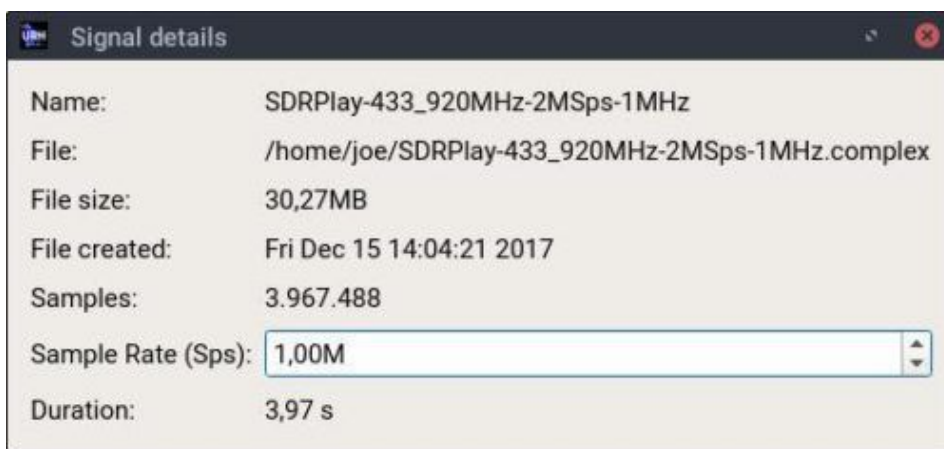 Signal details
Name: SDRPlay-433_920MHz-2MSps-1MHz
File: /home/joe/SDRPlay-433_920MHz-2MSps-1MHz.complex
File size: 30,27MB
File created: Fri Dec 15 14:04:21 2017
Samples: 3.967.488
Sample Rate (Sps): 1,00M
Duration: 3,97 s